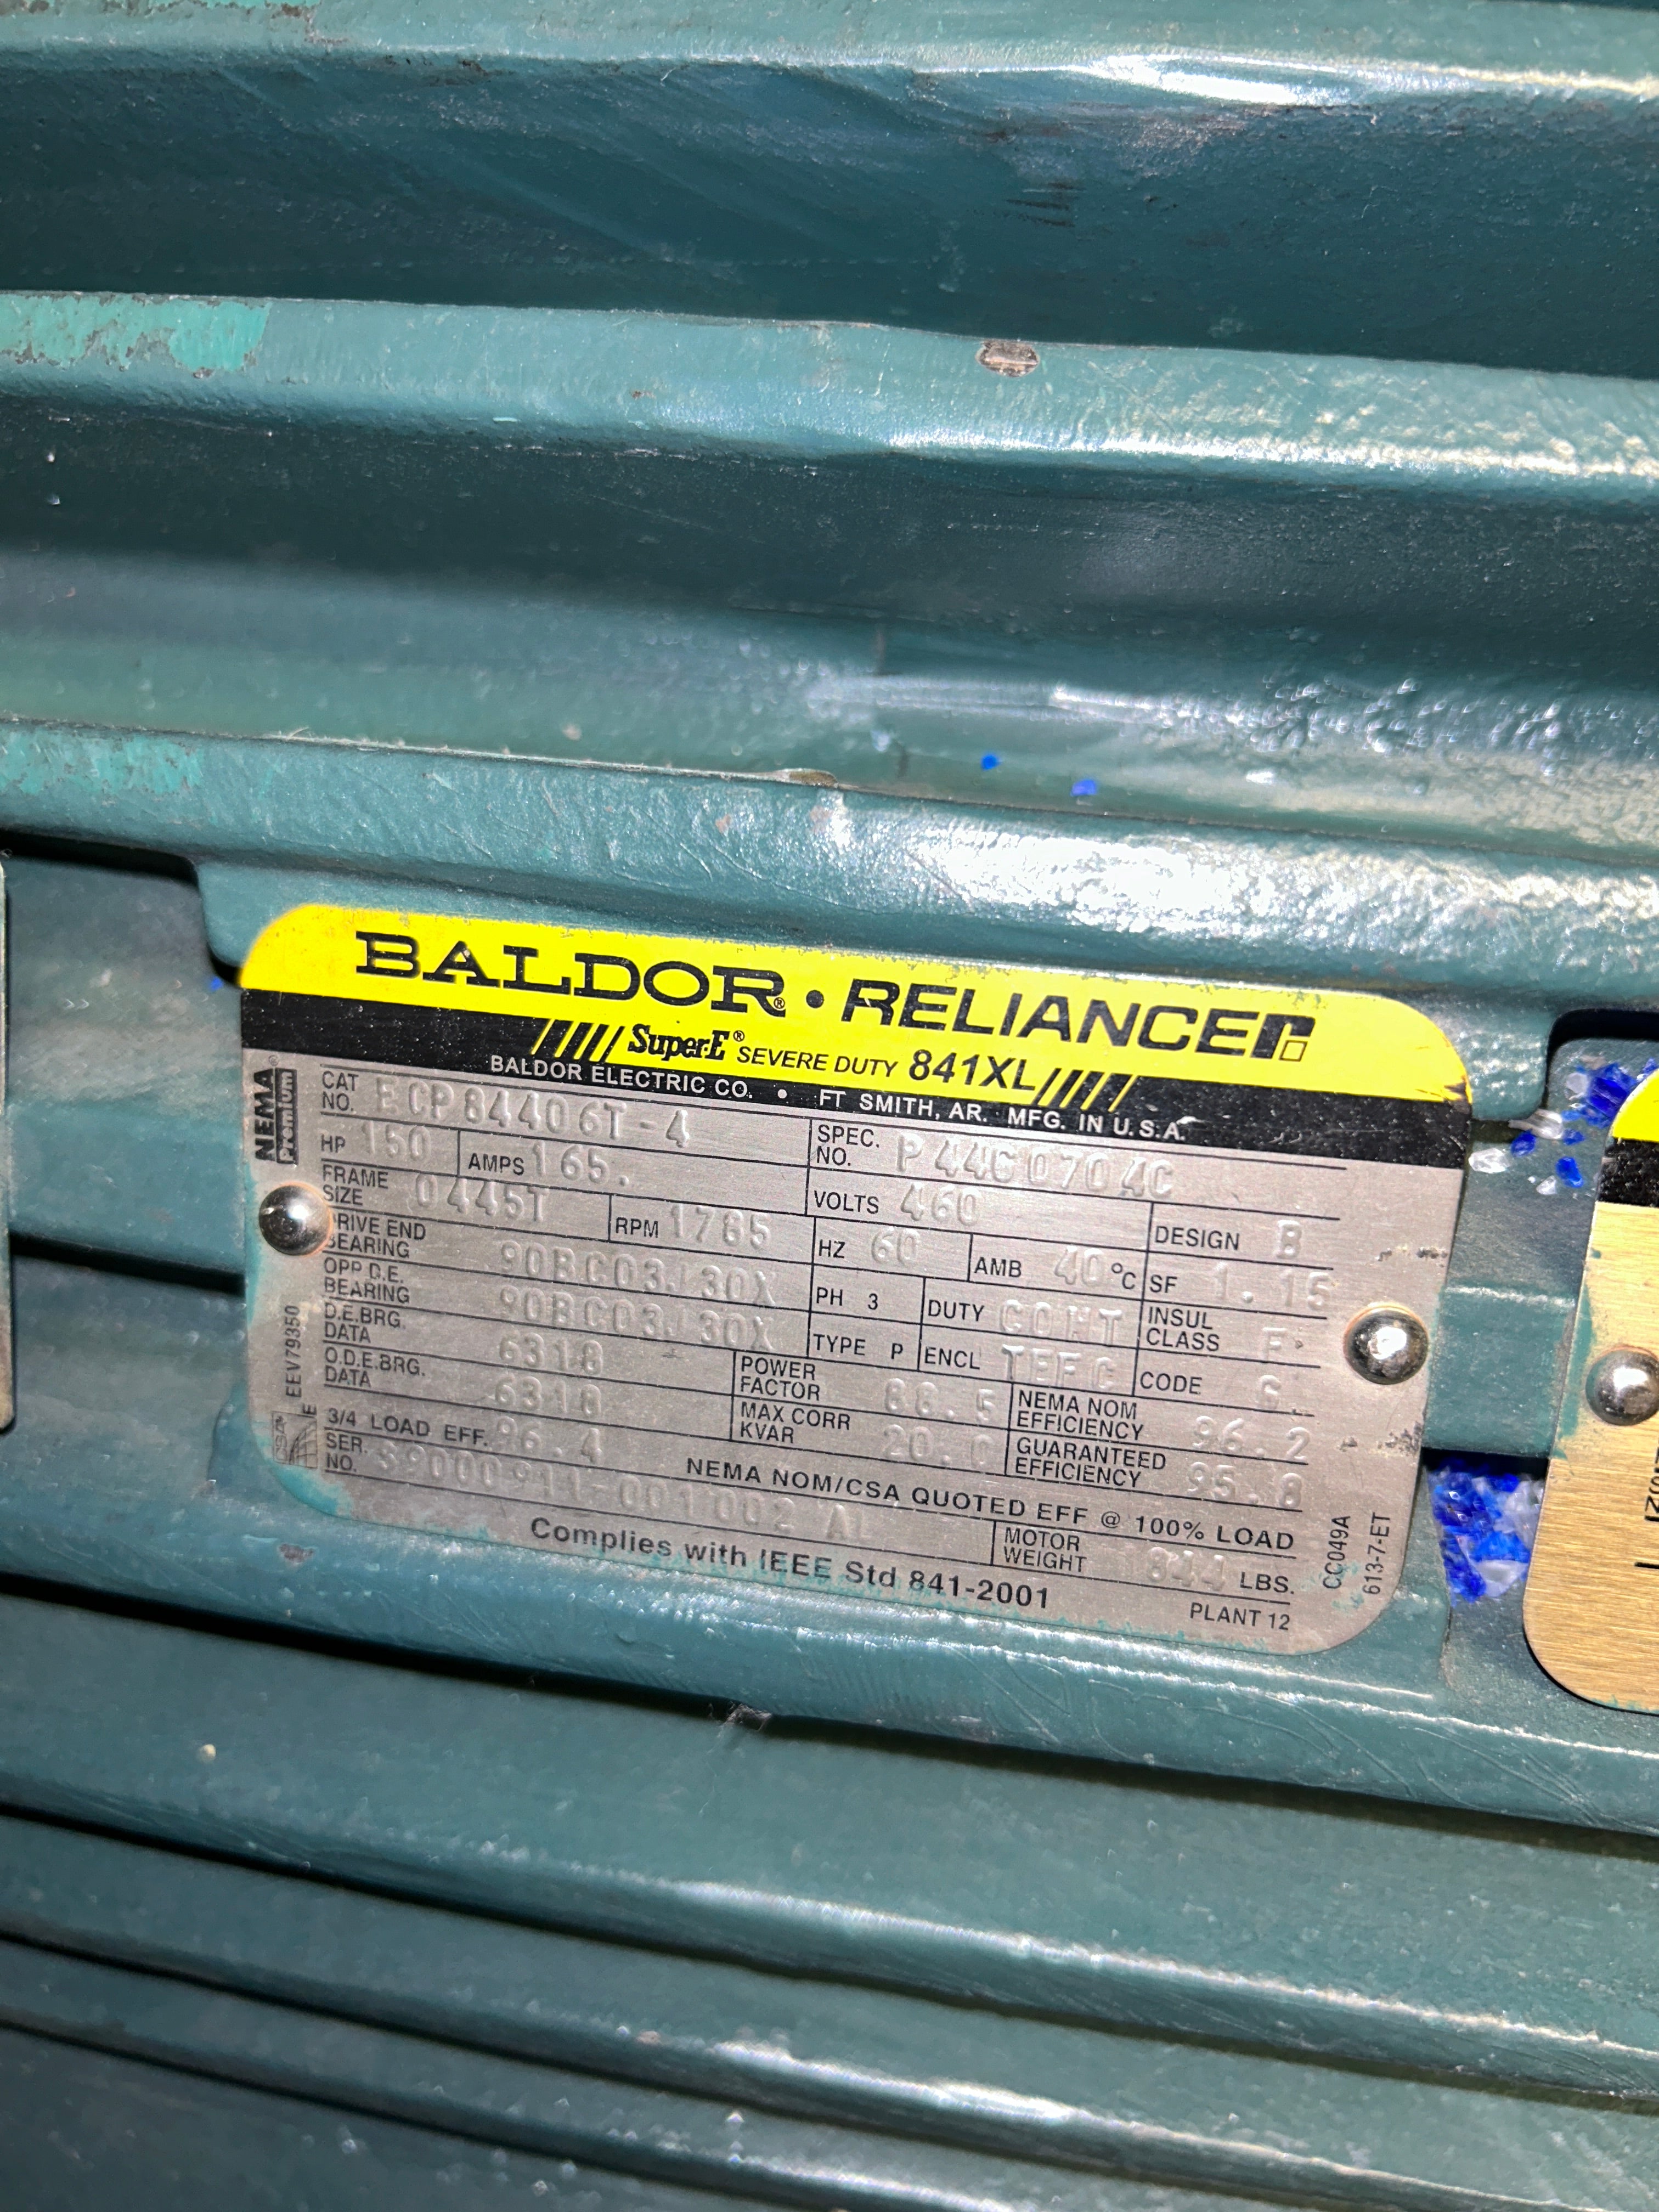 BALDOR® • RELIANCE
Super-E® SEVERE DUTY 841XL
BALDOR ELECTRIC CO. • FT SMITH, AR. MFG. IN U.S.A.
NEMA Premium
CAT NO. ECP84406T-4 SPEC. NO. P44G0704C
HP 150 AMPS 165. VOLTS 460 DESIGN B
FRAME SIZE 0445T RPM 1785 HZ 60 AMB 40 °C SF 1.15
DRIVE END BEARING 90BC03J30X PH 3 DUTY CONT INSUL CLASS F
OPP D.E. BEARING 90BC03J30X TYPE P ENCL TEFC CODE G
D.E.BRG. DATA 6318 POWER FACTOR 88.5 NEMA NOM EFFICIENCY 96.2
O.D.E.BRG. DATA 6318 MAX CORR KVAR 20.0 GUARANTEED EFFICIENCY 95.8
3/4 LOAD EFF. 96.4 NEMA NOM/CSA QUOTED EFF @ 100% LOAD
SER. NO. MOTOR WEIGHT LBS.
Complies with IEEE Std 841-2001 PLANT 12
EEV79350
CC049A
613-7-ET